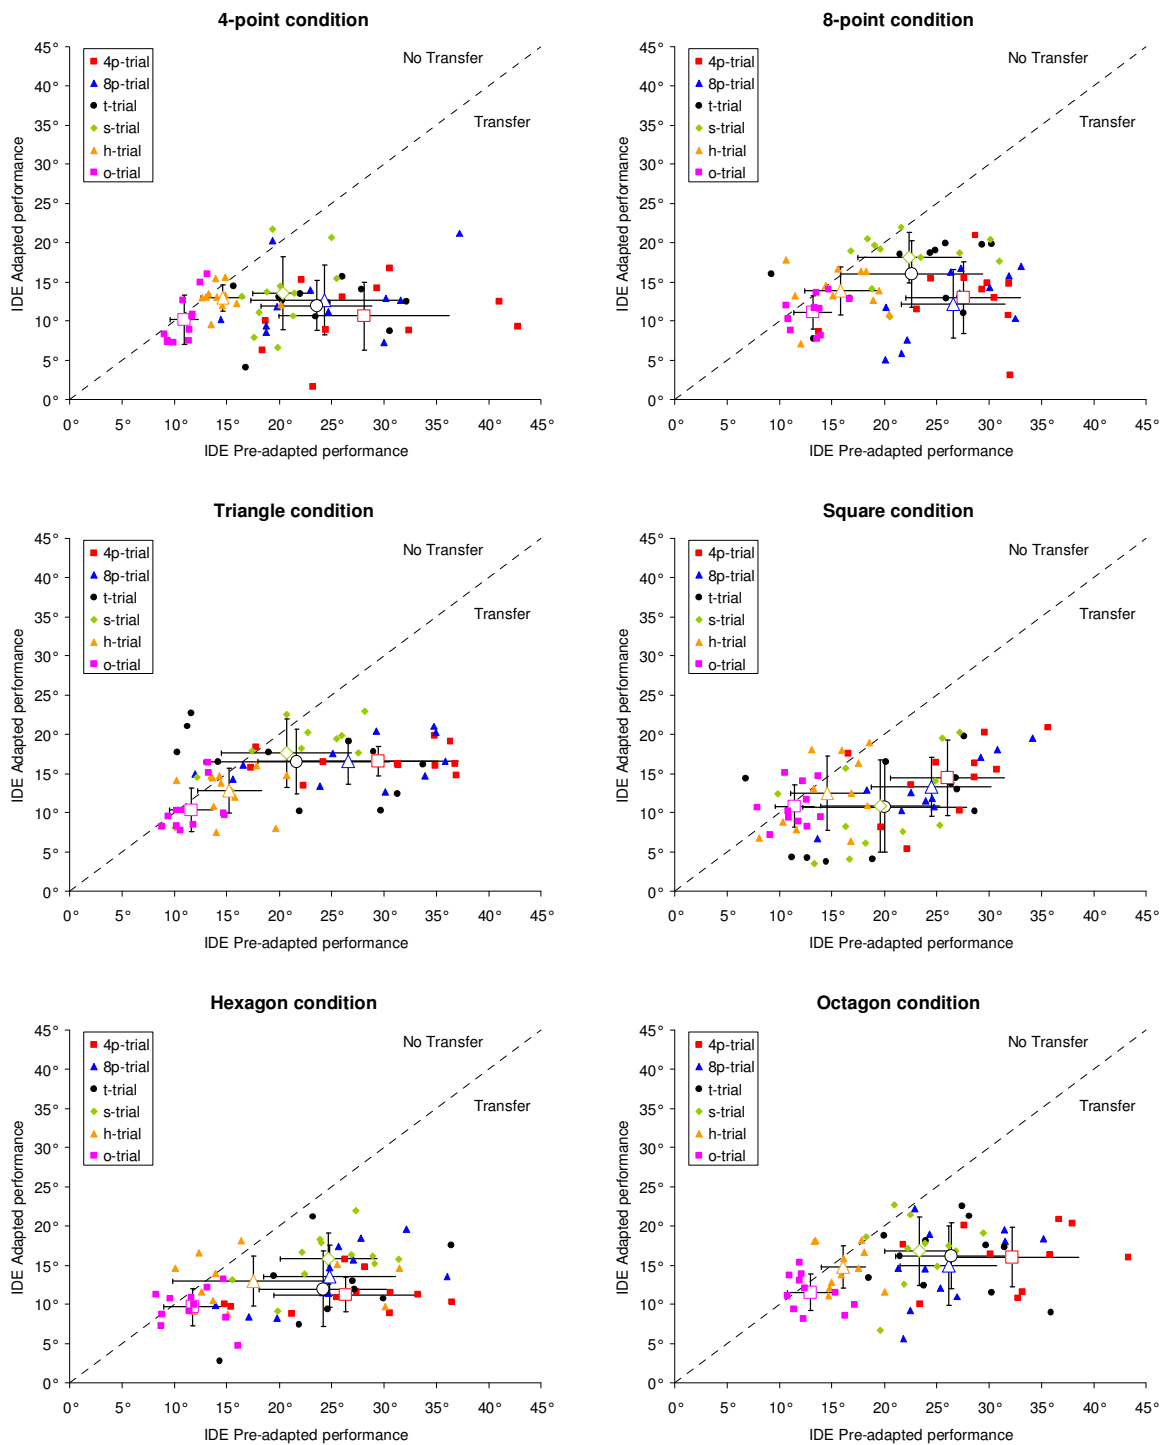 4-point condition
45°
40°
35°
30°
25°
20°
15°
10°
5°
0°
IDE Adapted performance
4p-trial
8p-trial
t-trial
s-trial
h-trial
o-trial
No Transfer
Transfer
0° 5° 10° 15° 20° 25° 30° 35° 40° 45°
IDE Pre-adapted performance
8-point condition
45°
40°
35°
30°
25°
20°
15°
10°
5°
0°
IDE Adapted performance
4p-trial
8p-trial
t-trial
s-trial
h-trial
o-trial
No Transfer
Transfer
0° 5° 10° 15° 20° 25° 30° 35° 40° 45°
IDE Pre-adapted performance
Triangle condition
45°
40°
35°
30°
25°
20°
15°
10°
5°
0°
IDE Adapted performance
4p-trial
8p-trial
t-trial
s-trial
h-trial
o-trial
No Transfer
Transfer
0° 5° 10° 15° 20° 25° 30° 35° 40° 45°
IDE Pre-adapted performance
Square condition
45°
40°
35°
30°
25°
20°
15°
10°
5°
0°
IDE Adapted performance
4p-trial
8p-trial
t-trial
s-trial
h-trial
o-trial
No Transfer
Transfer
0° 5° 10° 15° 20° 25° 30° 35° 40° 45°
IDE Pre-adapted performance
Hexagon condition
45°
40°
35°
30°
25°
20°
15°
10°
5°
0°
IDE Adapted performance
4p-trial
8p-trial
t-trial
s-trial
h-trial
o-trial
No Transfer
Transfer
0° 5° 10° 15° 20° 25° 30° 35° 40° 45°
IDE Pre-adapted performance
Octagon condition
45°
40°
35°
30°
25°
20°
15°
10°
5°
0°
IDE Adapted performance
4p-trial
8p-trial
t-trial
s-trial
h-trial
o-trial
No Transfer
Transfer
0° 5° 10° 15° 20° 25° 30° 35° 40° 45°
IDE Pre-adapted performance